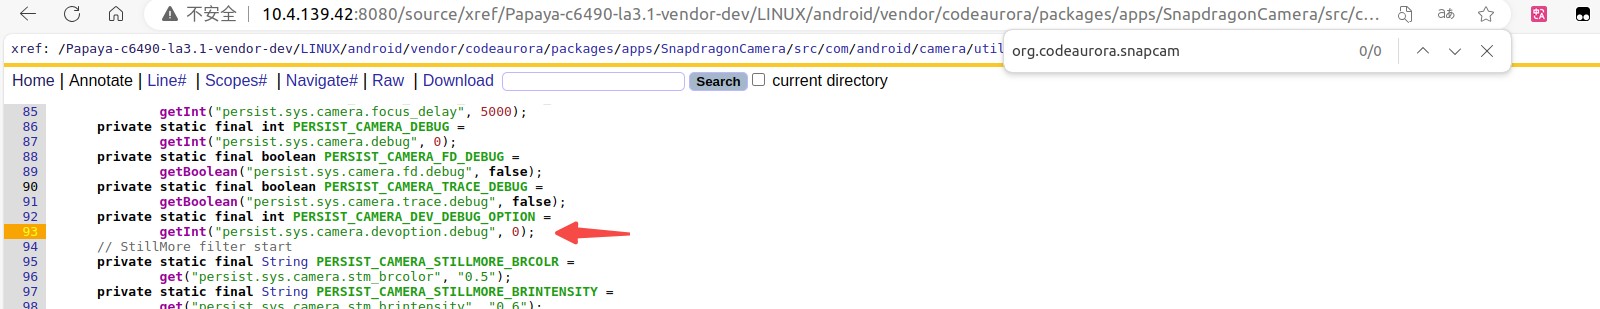 不安全 10.4.139.42:8080/source/xref/Papaya-c6490-la3.1-vendor-dev/LINUX/android/vendor/codeaurora/packages/apps/SnapdragonCamera/src/c...
xref: /Papaya-c6490-la3.1-vendor-dev/LINUX/android/vendor/codeaurora/packages/apps/SnapdragonCamera/src/com/android/camera/util
org.codeaurora.snapcam 0/0
Home | Annotate | Line# | Scopes# | Navigate# | Raw | Download Search current directory
85 getInt("persist.sys.camera.focus_delay", 5000);
86 private static final int PERSIST_CAMERA_DEBUG =
87 getInt("persist.sys.camera.debug", 0);
88 private static final boolean PERSIST_CAMERA_FD_DEBUG =
89 getBoolean("persist.sys.camera.fd.debug", false);
90 private static final boolean PERSIST_CAMERA_TRACE_DEBUG =
91 getBoolean("persist.sys.camera.trace.debug", false);
92 private static final int PERSIST_CAMERA_DEV_DEBUG_OPTION =
93 getInt("persist.sys.camera.devoption.debug", 0);
94 // StillMore filter start
95 private static final String PERSIST_CAMERA_STILLMORE_BRCOLR =
96 get("persist.sys.camera.stm_brcolor", "0.5");
97 private static final String PERSIST_CAMERA_STILLMORE_BRINTENSITY =
98 get("persist.sys.camera.stm_brintensity", "0.6");